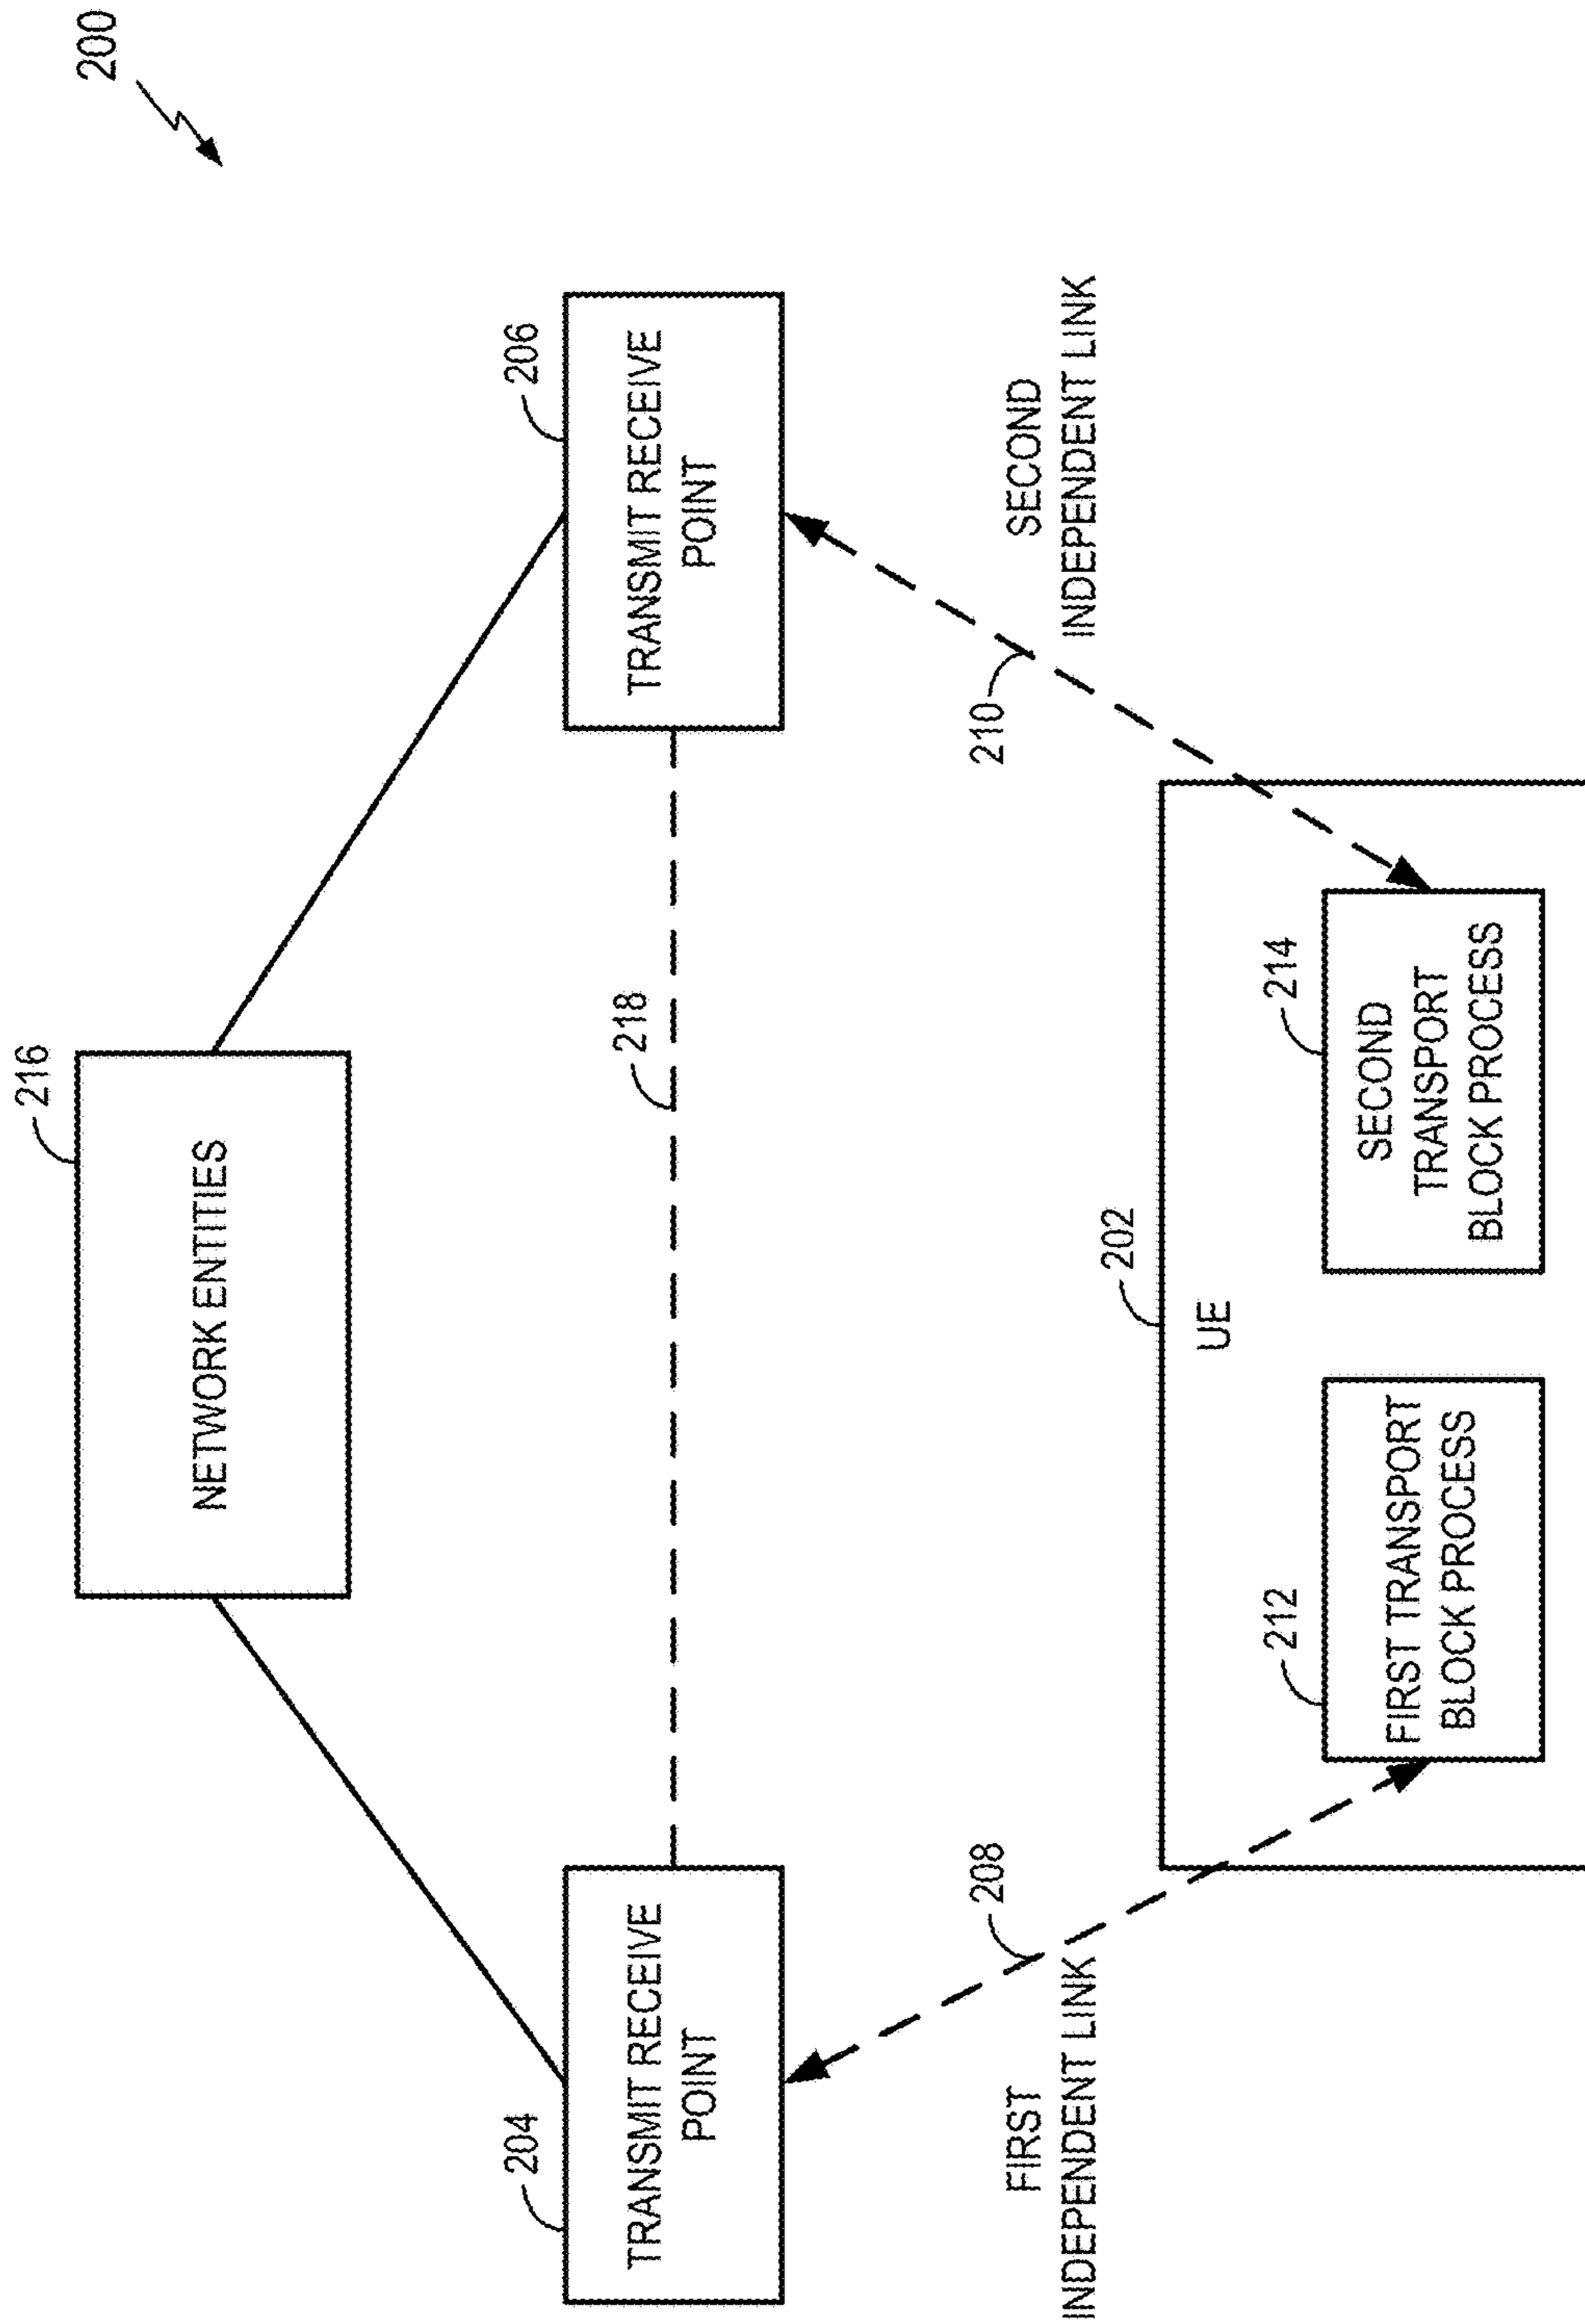 200
216
NETWORK ENTITIES
204
TRANSMIT RECEIVE
POINT
218
206
TRANSMIT RECEIVE
POINT
FIRST
INDEPENDENT LINK
208
210
SECOND
INDEPENDENT LINK
202
UE
212
FIRST TRANSPORT
BLOCK PROCESS
214
SECOND
TRANSPORT
BLOCK PROCESS